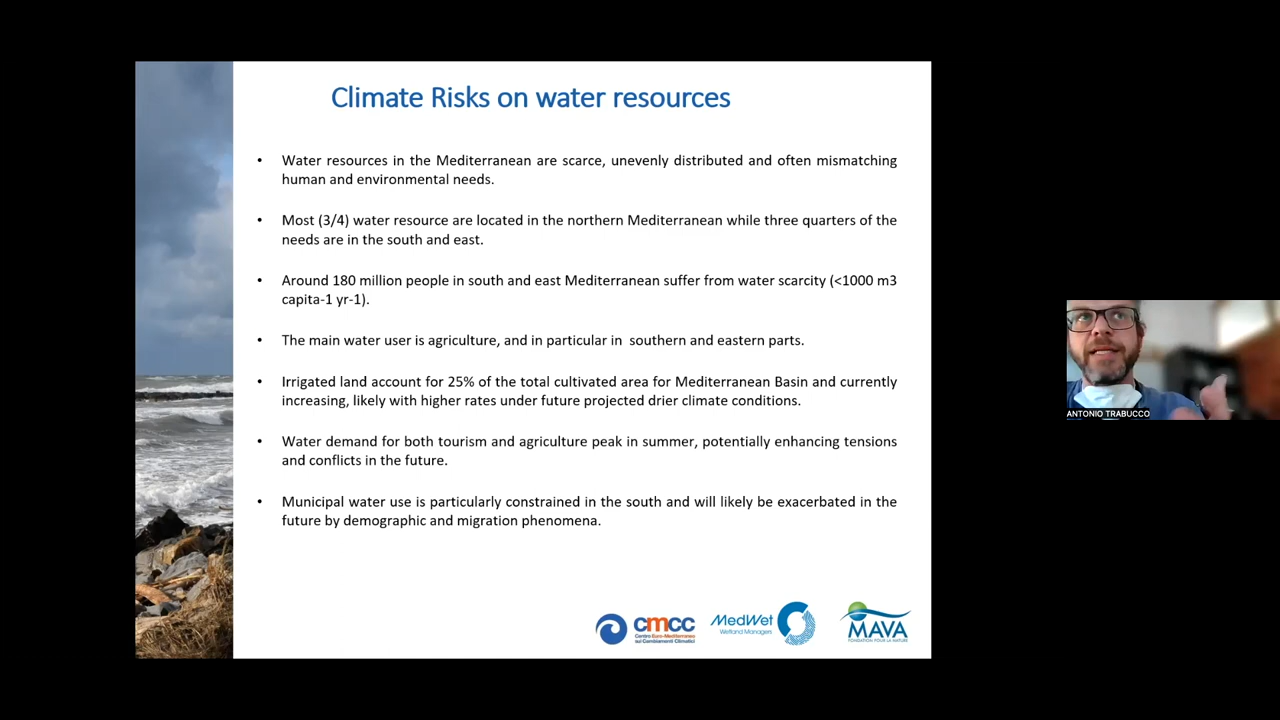 Climate Risks on water resources
• Water resources in the Mediterranean are scarce, unevenly distributed and often mismatching
human and environmental needs.
• Most (3/4) water resource are located in the northern Mediterranean while three quarters of the
needs are in the south and east.
• Around 180 million people in south and east Mediterranean suffer from water scarcity (<1000 m3
capita-1 yr-1).
• The main water user is agriculture, and in particular in southern and eastern parts.
• Irrigated land account for 25% of the total cultivated area for Mediterranean Basin and currently
increasing, likely with higher rates under future projected drier climate conditions.
• Water demand for both tourism and agriculture peak in summer, potentially enhancing tensions
and conflicts in the future.
• Municipal water use is particularly constrained in the south and will likely be exacerbated in the
future by demographic and migration phenomena.
ANTONIO TRABUCCO
cmcc
Centro Euro-Mediterraneo
sui Cambiamenti Climatici
MedWet
Wetland Managers
MAVA
FONDATION POUR LA NATURE